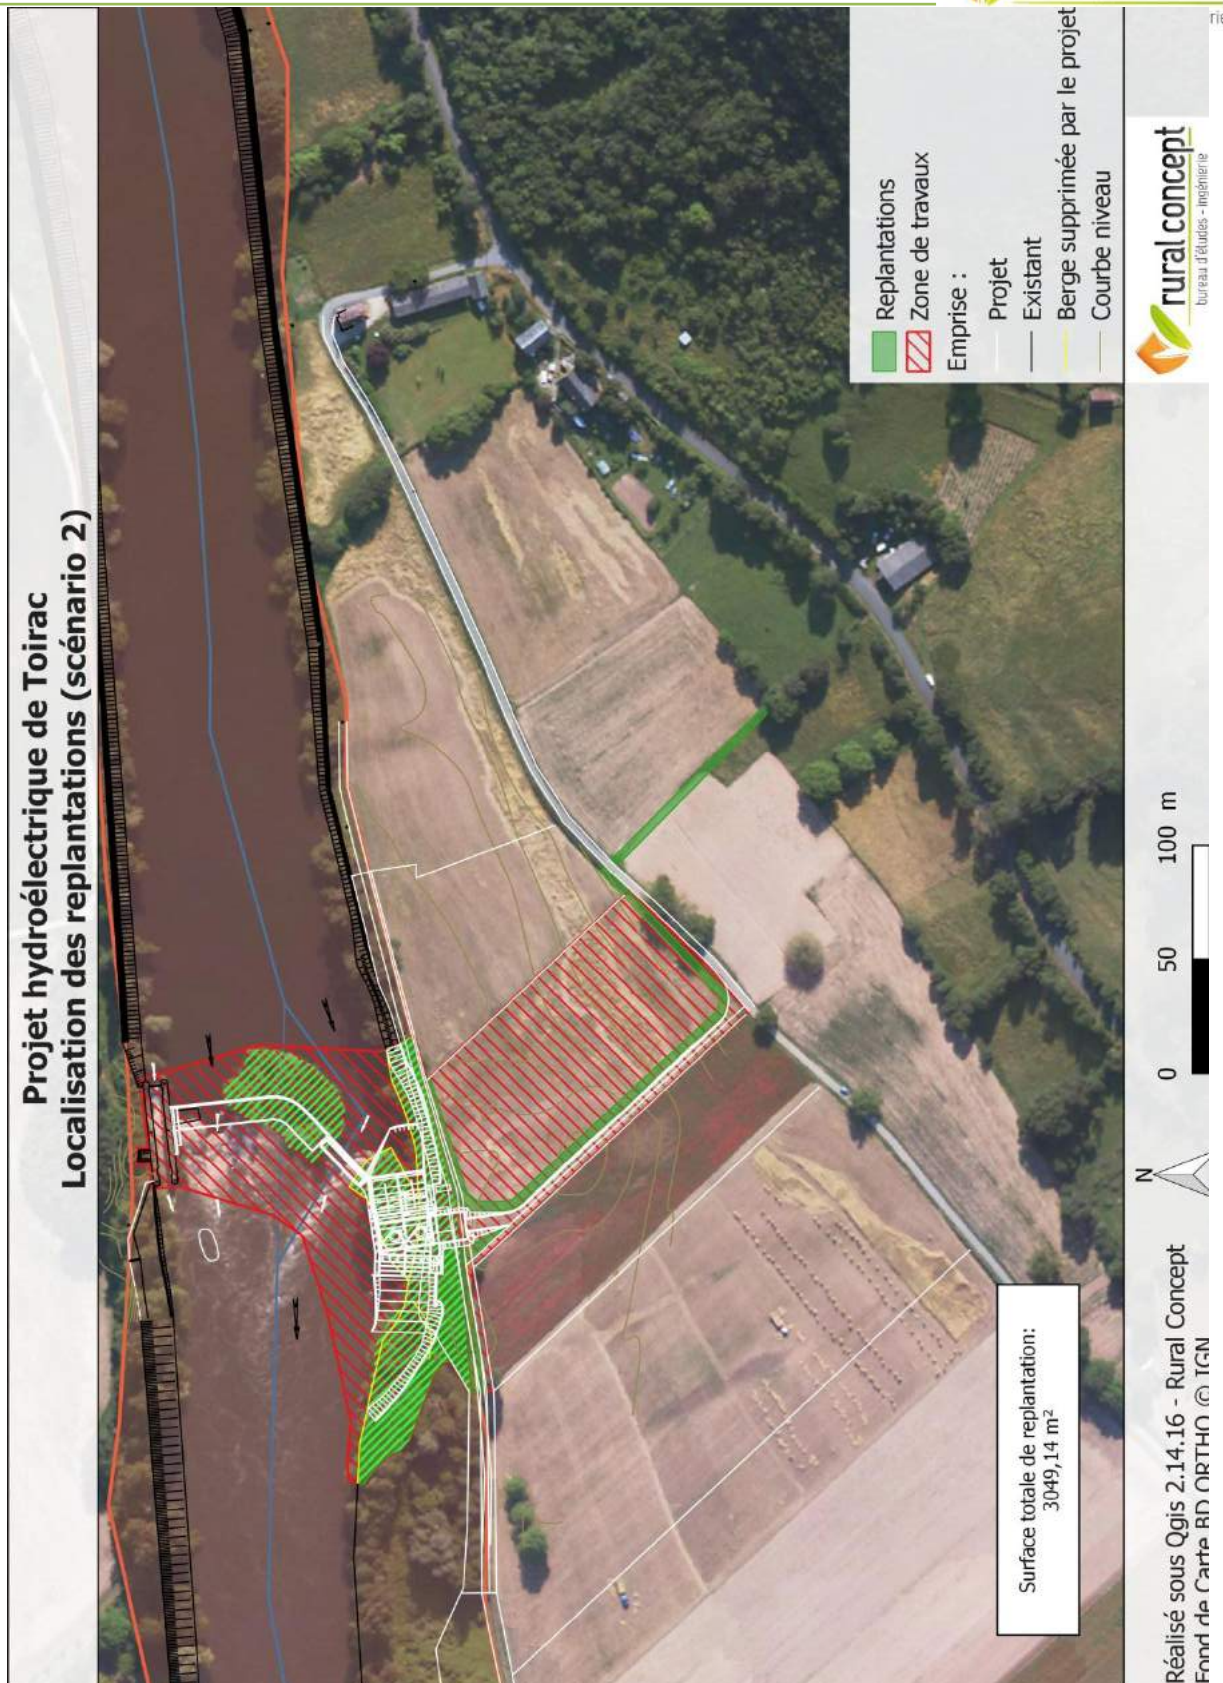 Projet hydroélectrique de Toirac
Localisation des replantations (scénario 2)
Replantations
Zone de travaux
Emprise :
Projet
Existant
Berge supprimée par le projet
Courbe niveau
Surface totale de replantation:
3049,14 m²
Réalisé sous Qgis 2.14.16 - Rural Concept
Fond de Carte BD ORTHO © IGN
N
0 50 100 m
rural concept
bureau d'études - ingénierie